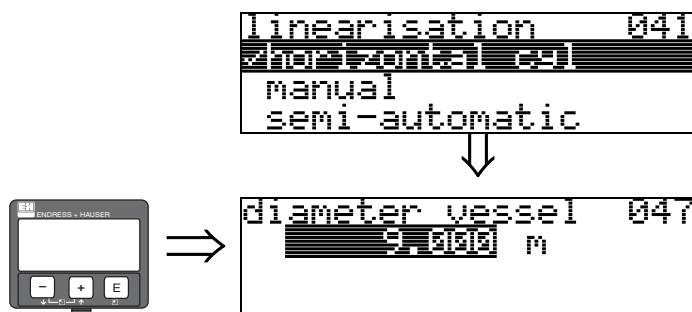 linearisation 041
✓horizontal cyl
manual
semi-automatic
ENDRESS + HAUSER
diameter vessel 047
9.000 m
- + E